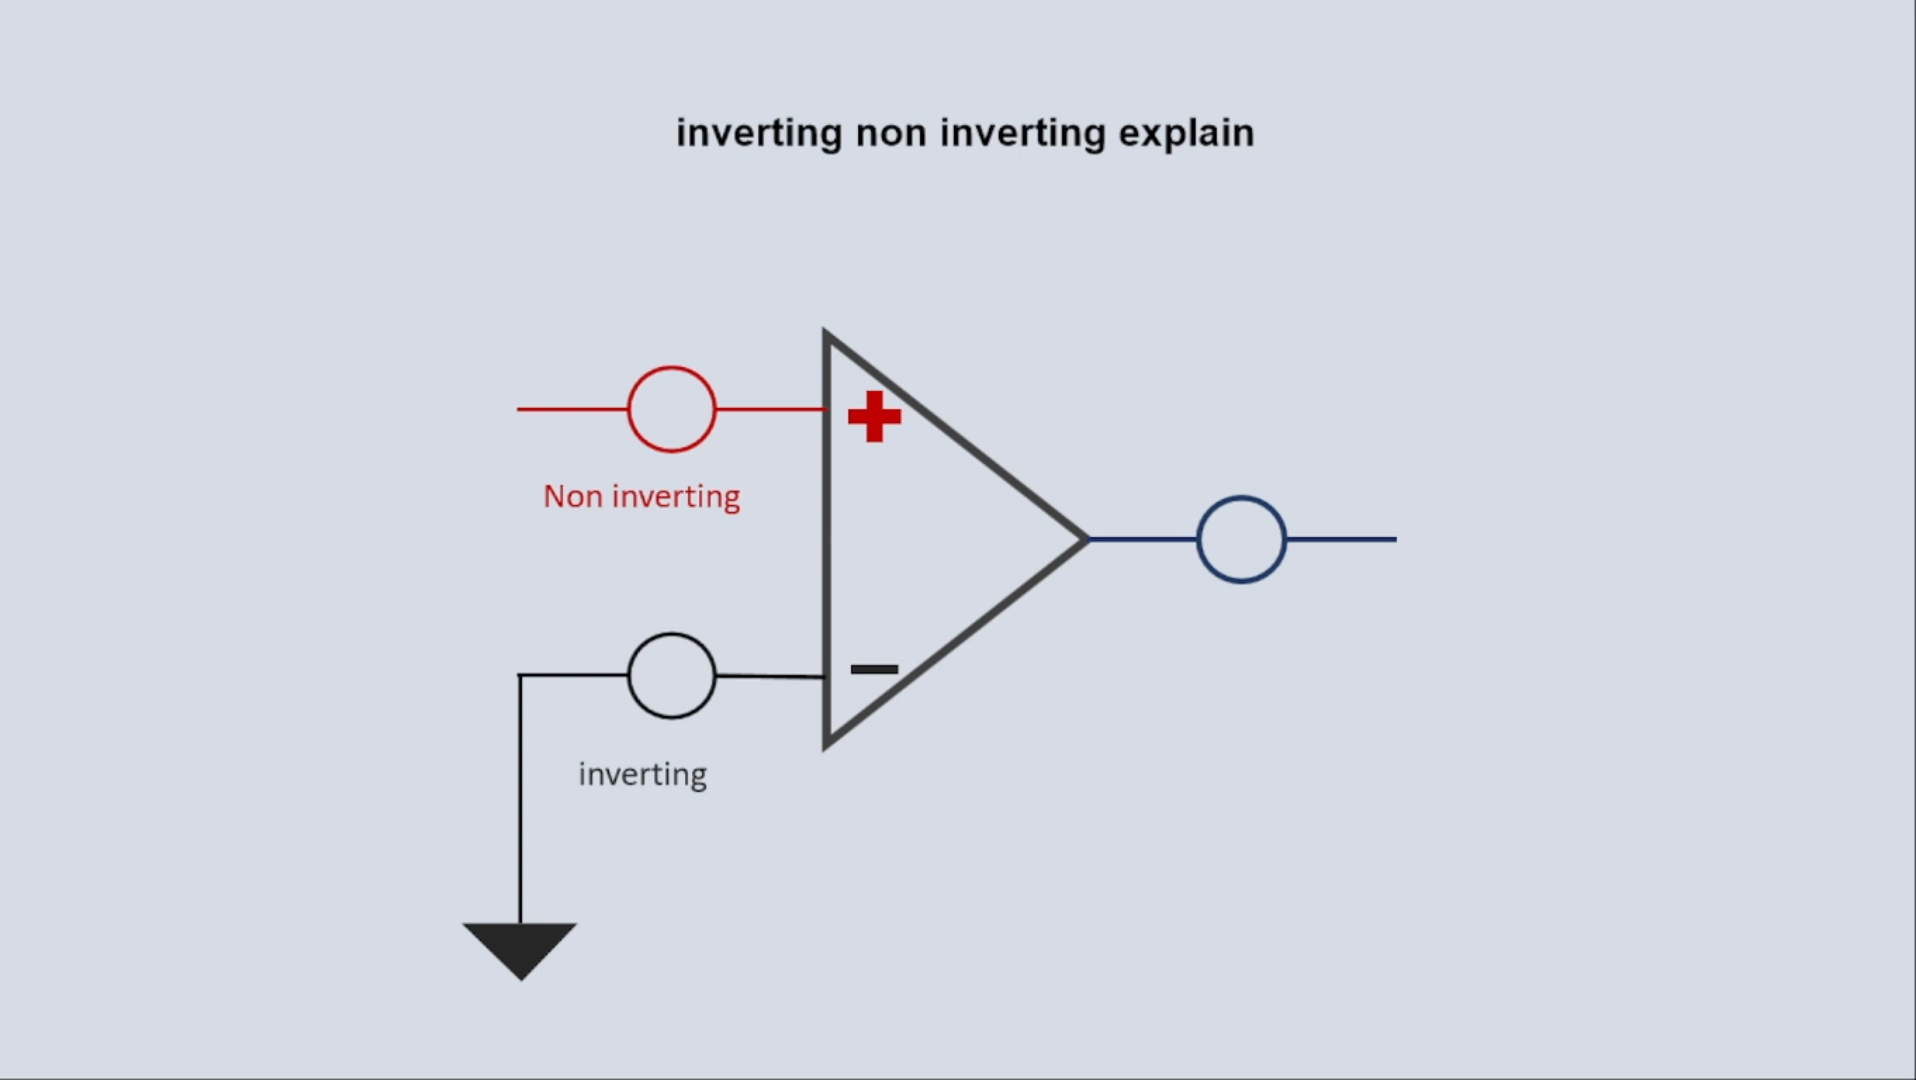 inverting non inverting explain
+
Non inverting
−
inverting